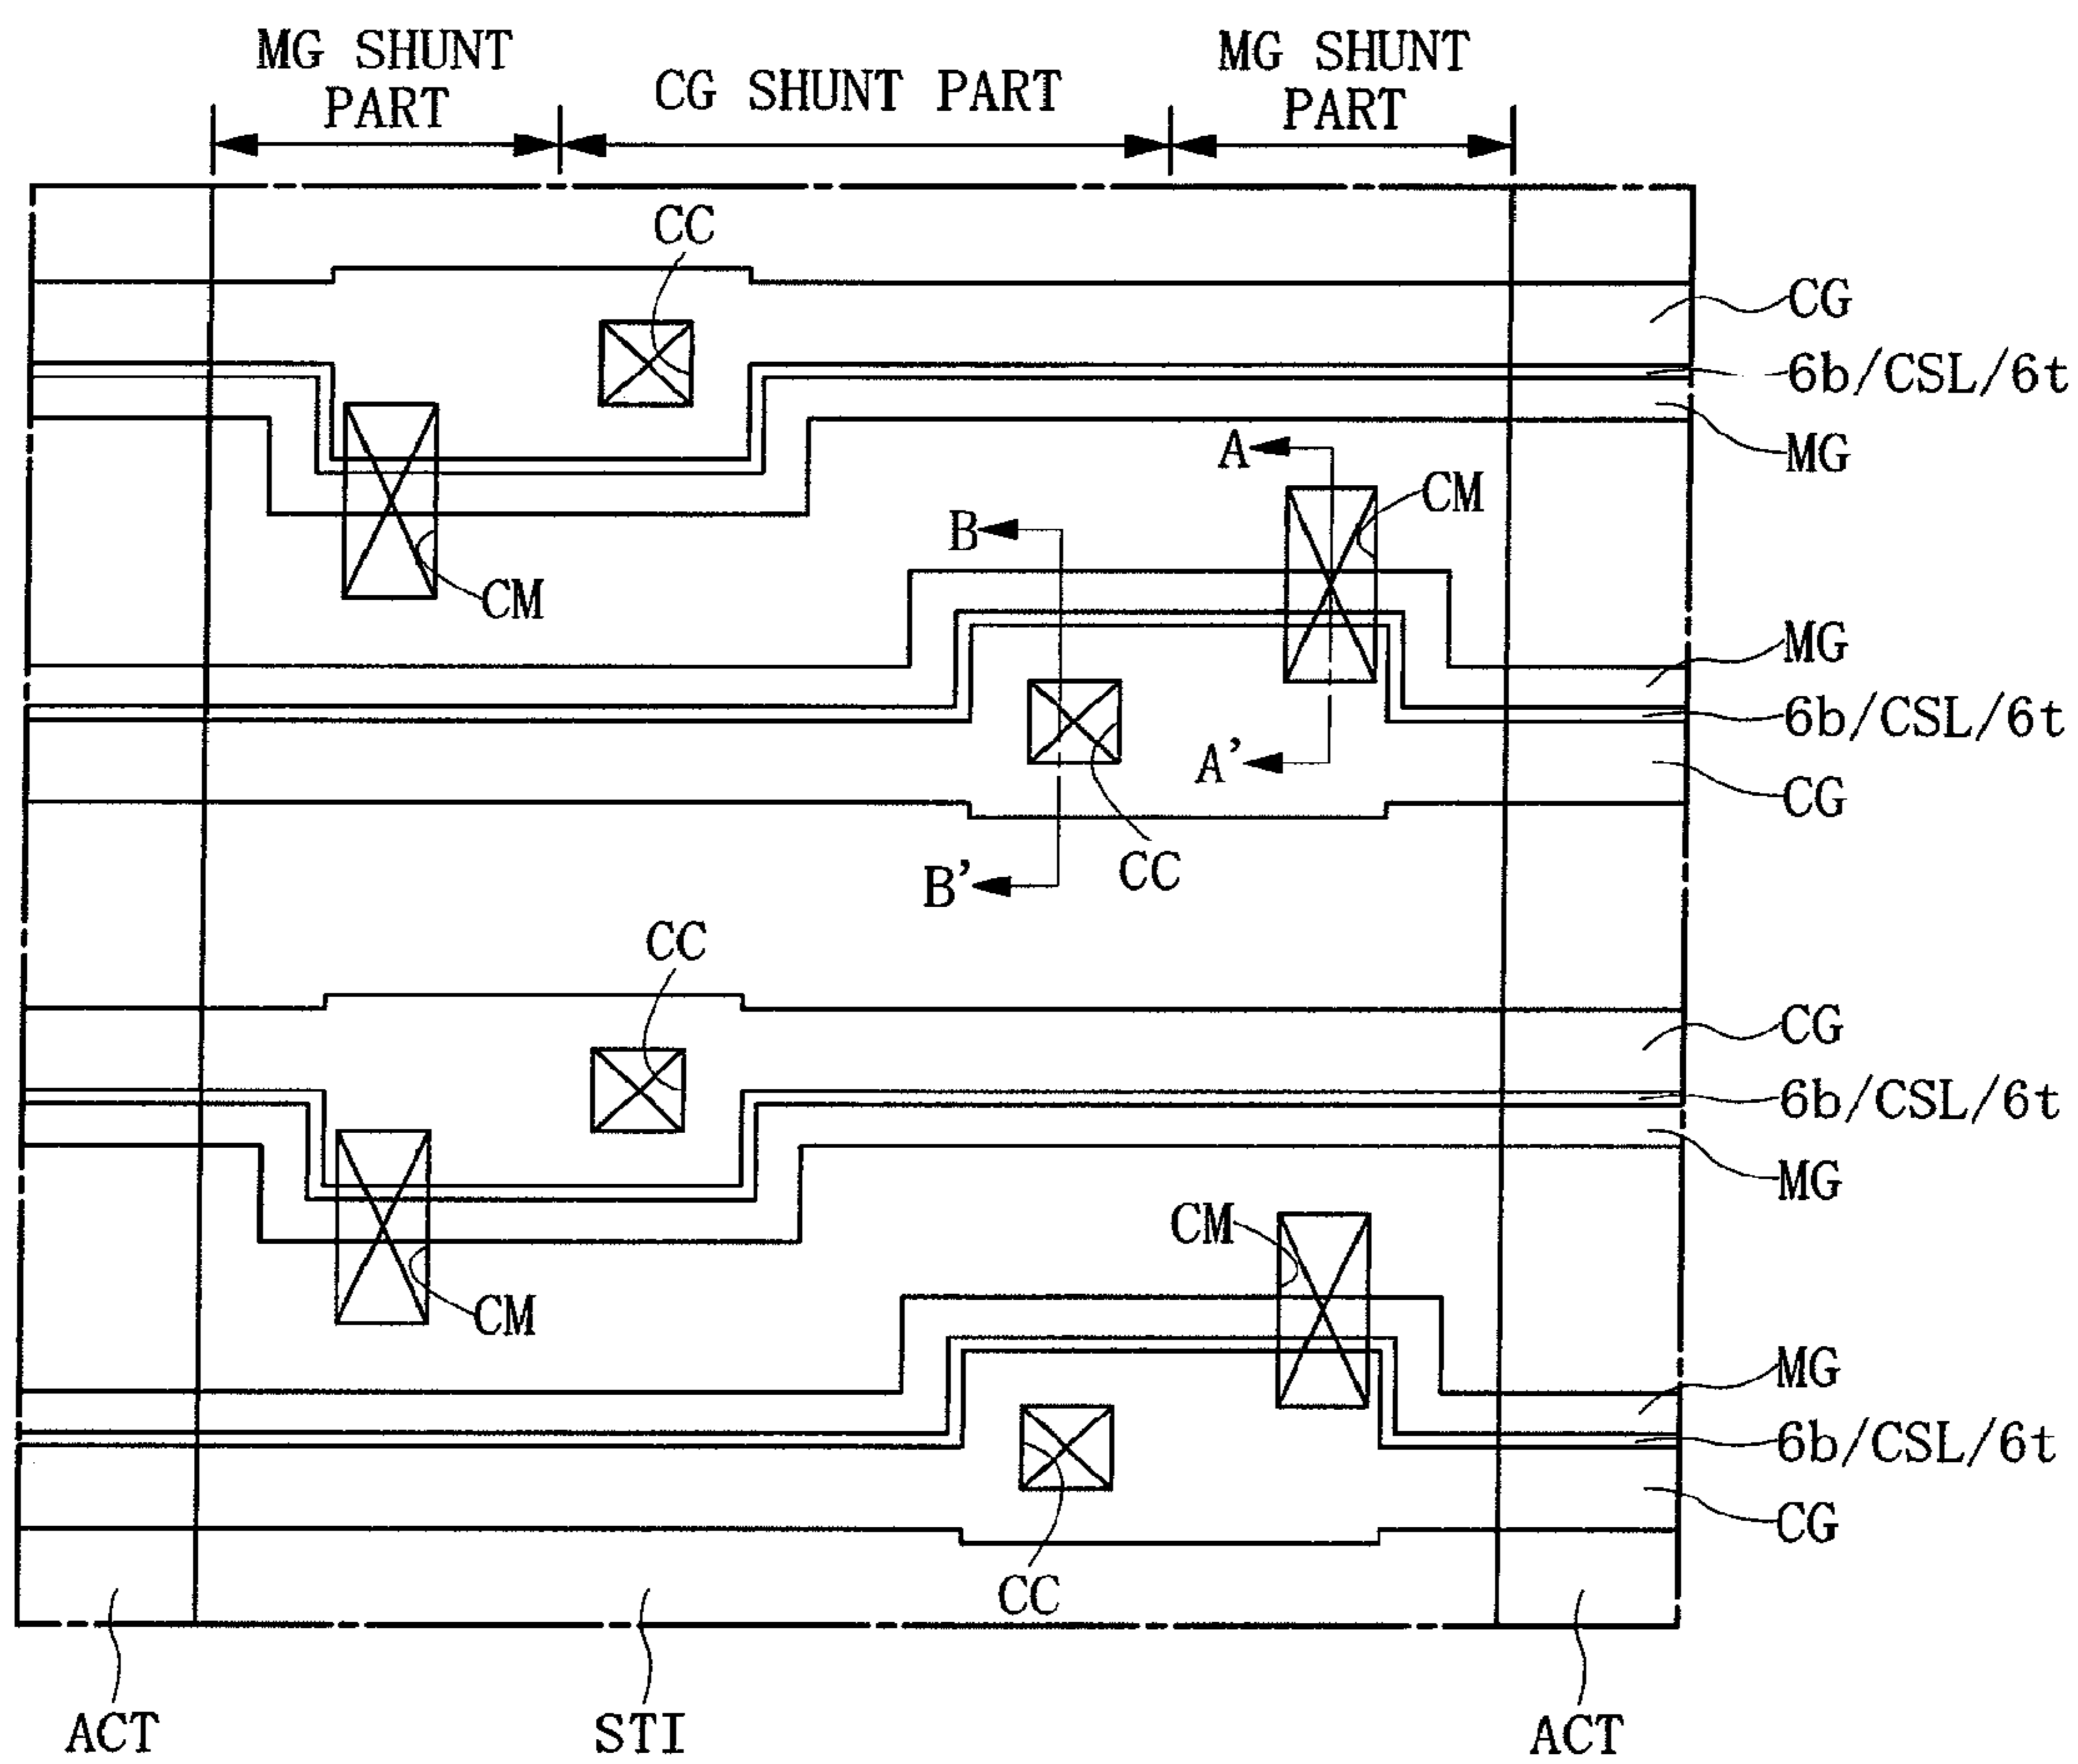 MG SHUNT
PART
CG SHUNT PART
MG SHUNT
PART
CC
CG
6b/CSL/6t
MG
A
CM
B
CM
MG
6b/CSL/6t
A'
CG
CC
B'
CC
CG
6b/CSL/6t
MG
CM
CM
MG
6b/CSL/6t
CG
CC
ACT
STI
ACT